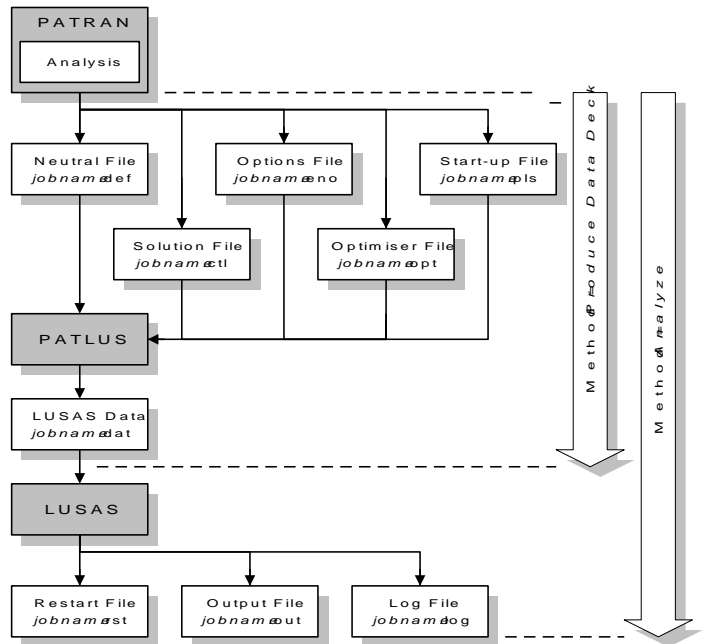 PATRAN
Analysis
Neutral File
jobname.def
Options File
jobname.eno
Start-up File
jobname.pls
Solution File
jobname.ctl
Optimiser File
jobname.opt
PATLUS
LUSAS Data
jobname.dat
LUSAS
Restart File
jobname.rst
Output File
jobname.out
Log File
jobname.log
Method = Produce Data Deck
Method = Analyze